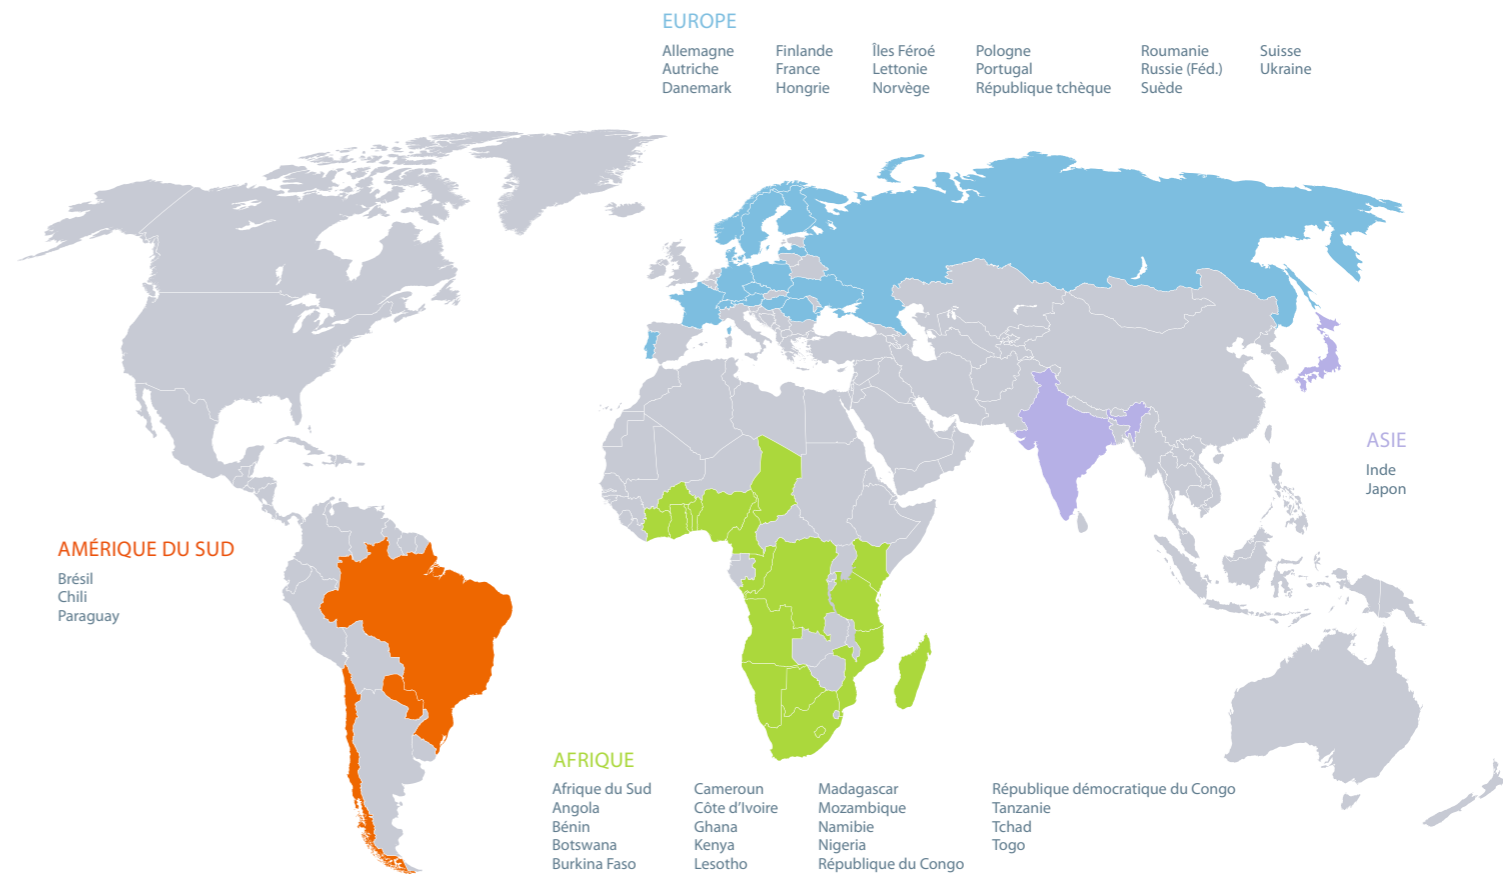 EUROPE
Allemagne
Autriche
Danemark
Finlande
France
Hongrie
Îles Féroé
Lettonie
Norvège
Pologne
Portugal
République tchèque
Roumanie
Russie (Féd.)
Suède
Suisse
Ukraine
ASIE
Inde
Japon
AMÉRIQUE DU SUD
Brésil
Chili
Paraguay
AFRIQUE
Afrique du Sud
Angola
Bénin
Botswana
Burkina Faso
Cameroun
Côte d’Ivoire
Ghana
Kenya
Lesotho
Madagascar
Mozambique
Namibie
Nigeria
République du Congo
République démocratique du Congo
Tanzanie
Tchad
Togo